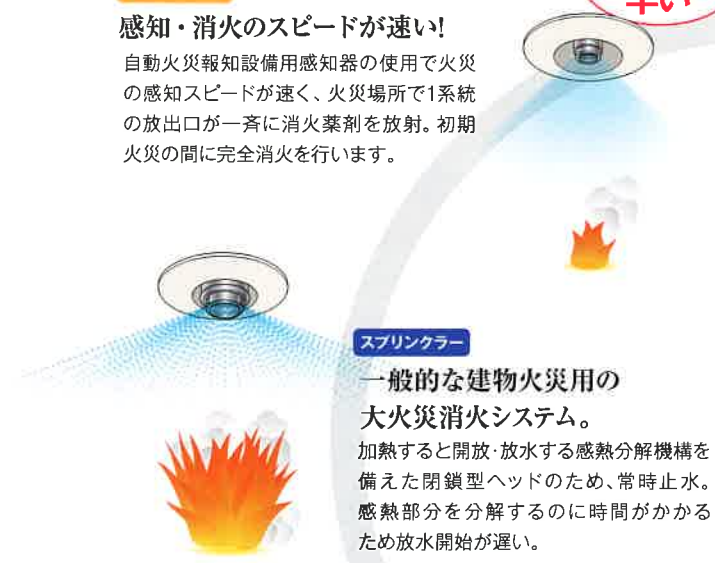 感知・消火のスピードが速い!
自動火災報知設備用感知器の使用で火災
の感知スピードが速く、火災場所で1系統
の放出口が一斉に消火薬剤を放射。初期
火災の間に完全消火を行います。
スプリンクラー
一般的な建物火災用の
大火災消火システム。
加熱すると開放・放水する感熱分解機構を
備えた閉鎖型ヘッドのため、常時止水。
感熱部分を分解するのに時間がかかる
ため放水開始が遅い。